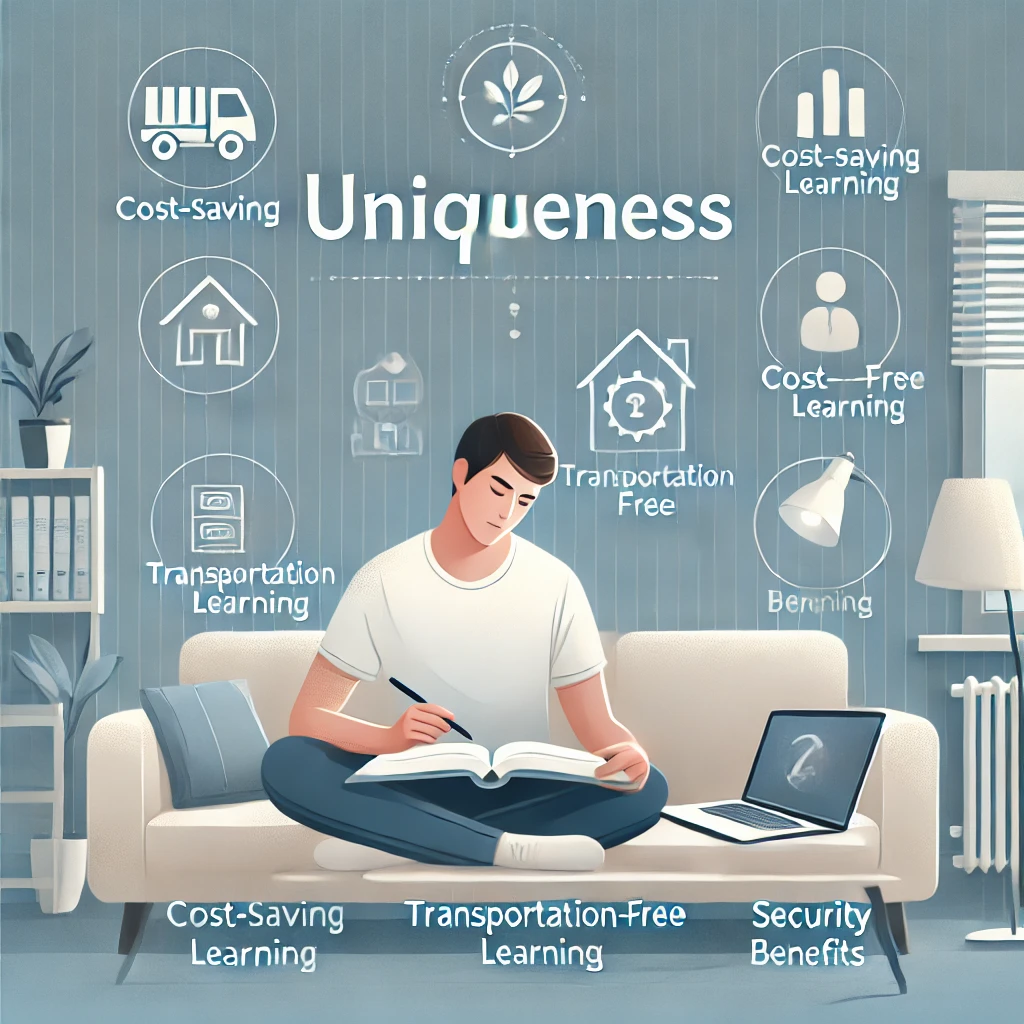 Cost-saving
Learning
Cost-Saving
Uniqueness
Cost—Free
Learning
Tranportation
Free
Transportation
Learning
Cost-Saving
Learning
Transportation-Free
Learning
Security
Benefits